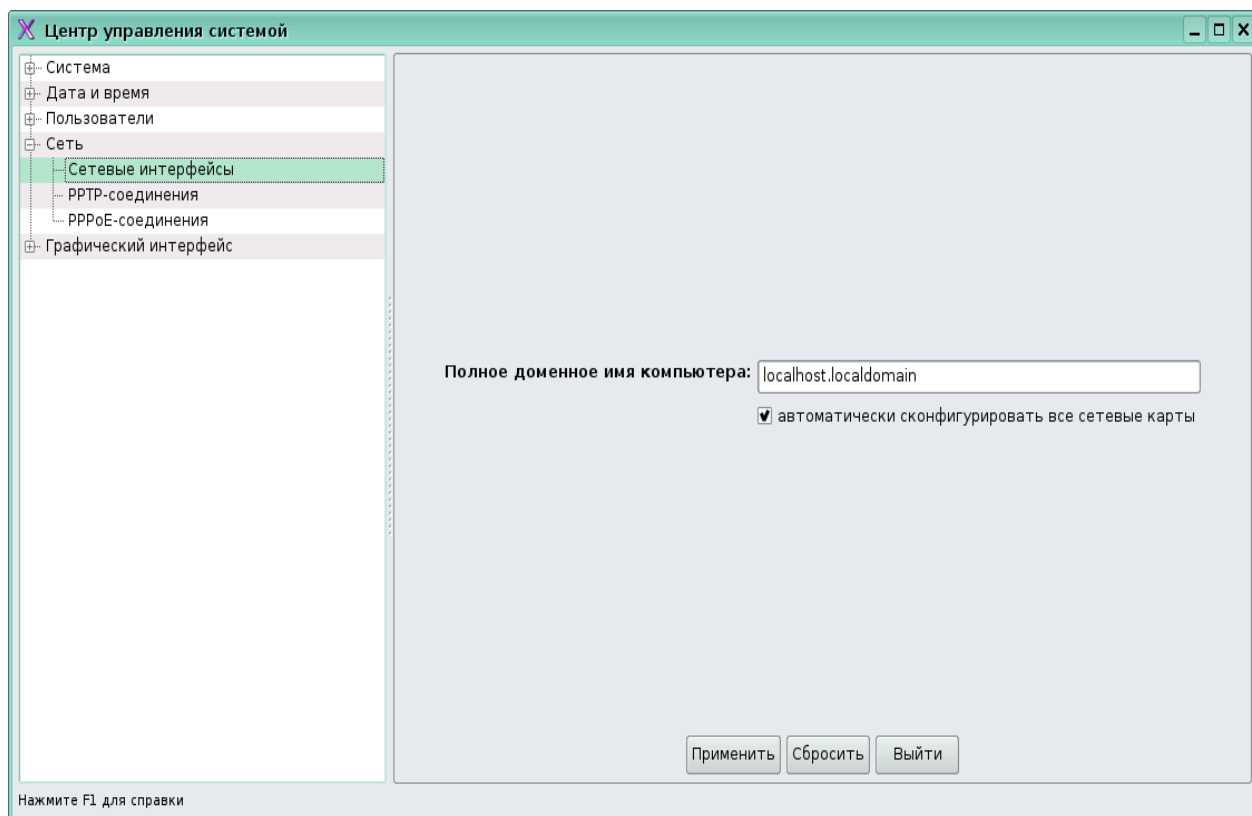 Центр управления системой
Система
Дата и время
Пользователи
Сеть
Сетевые интерфейсы
PPTP-соединения
PPPoE-соединения
Графический интерфейс
Полное доменное имя компьютера: localhost.localdomain
автоматически сконфигурировать все сетевые карты
Применить Сбросить Выйти
Нажмите F1 для справки